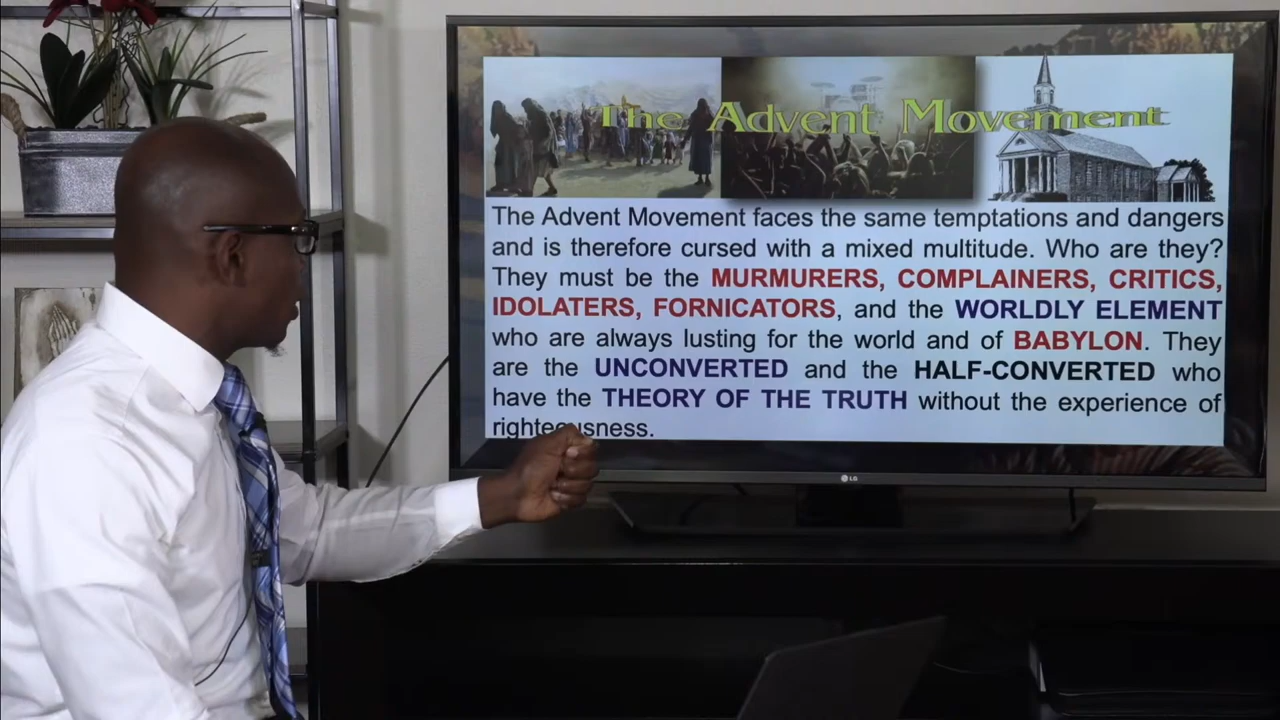 The Advent Movement
The Advent Movement faces the same temptations and dangers
and is therefore cursed with a mixed multitude. Who are they?
They must be the MURMURERS, COMPLAINERS, CRITICS,
IDOLATERS, FORNICATORS, and the WORLDLY ELEMENT
who are always lusting for the world and of BABYLON. They
are the UNCONVERTED and the HALF-CONVERTED who
have the THEORY OF THE TRUTH without the experience of
righteousness.
LG